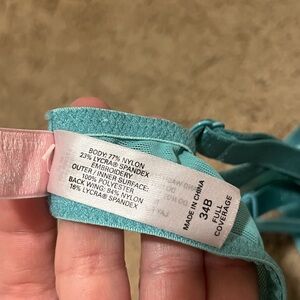 BODY: 77% NYLON
23% LYCRA® SPANDEX
EMBROIDERY
OUTER / INNER SURFACE:
100% POLYESTER
BACK WING: 84% NYLON
16% LYCRA® SPANDEX
MADE IN CHINA
34B
FULL
COVERAGE